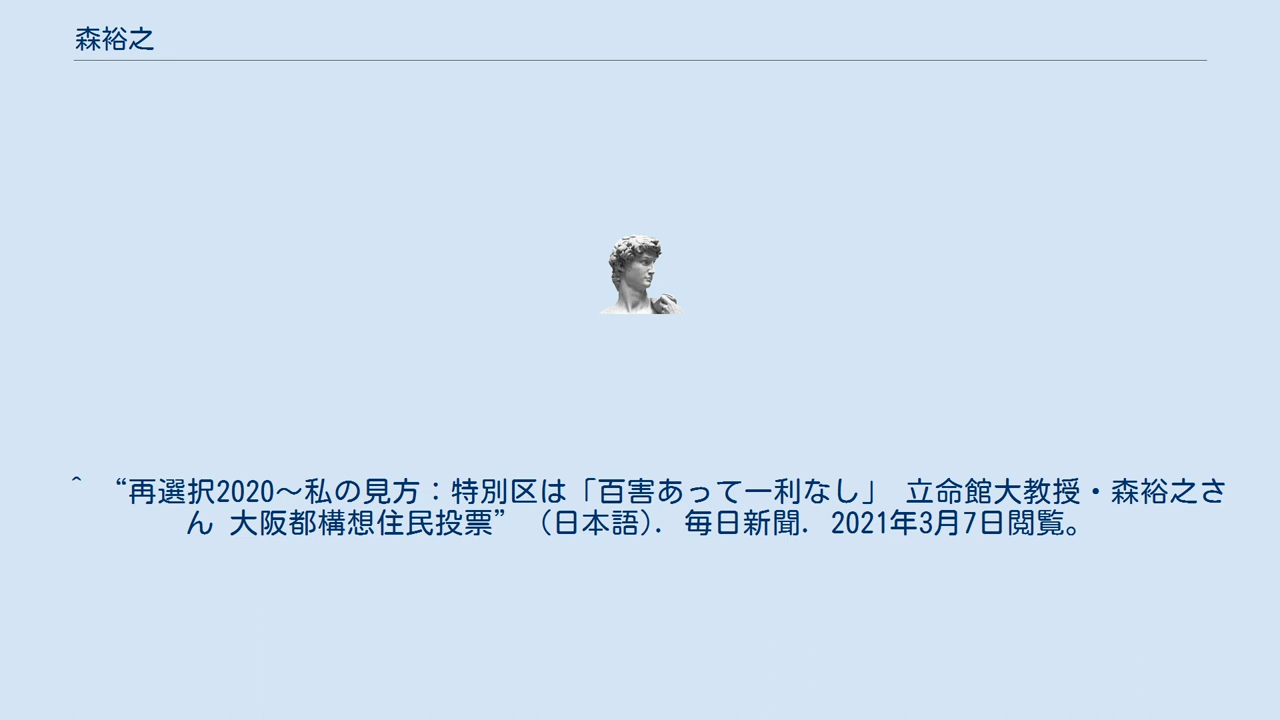 森裕之
^ “再選択2020〜私の見方：特別区は「百害あって一利なし」 立命館大教授・森裕之さ
ん 大阪都構想住民投票” (日本語). 毎日新聞. 2021年3月7日閲覧。